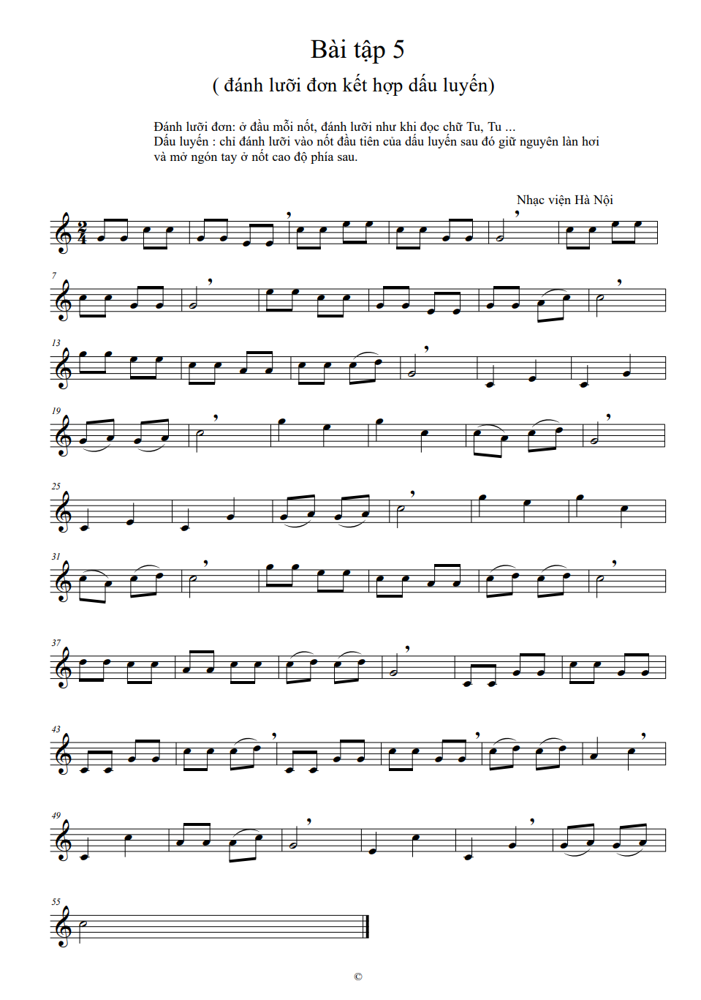 Bài tập 5
( đánh lưỡi đơn kết hợp dấu luyến)
Đánh lưỡi đơn: ở đầu mỗi nốt, đánh lưỡi như khi đọc chữ Tu, Tu ...
Dấu luyến : chỉ đánh lưỡi vào nốt đầu tiên của dấu luyến sau đó giữ nguyên làn hơi
và mở ngón tay ở nốt cao độ phía sau.
Nhạc viện Hà Nội
2
4
7
13
19
25
31
37
43
49
55
©